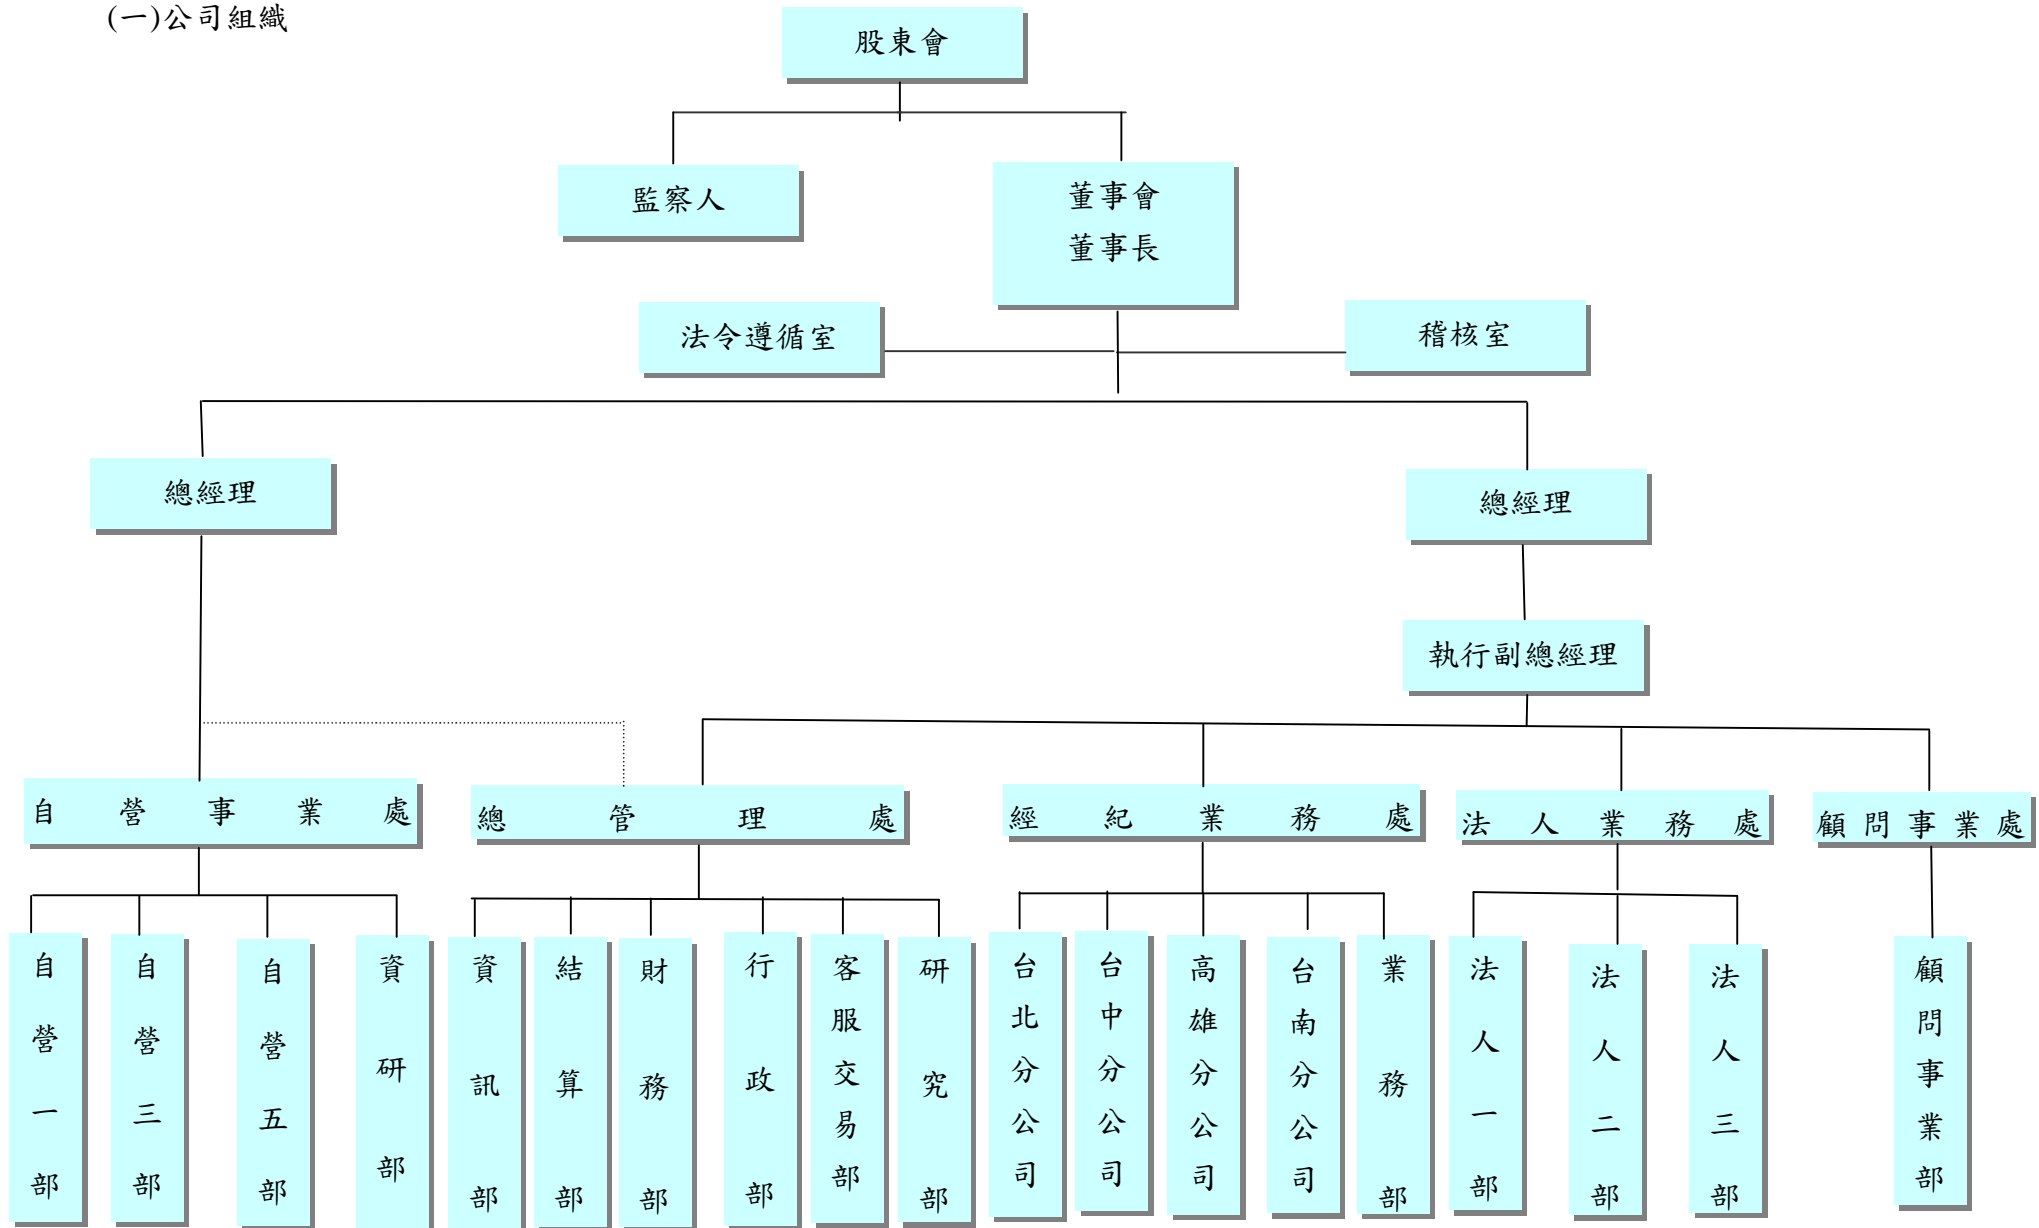 (一)公司組織
股東會
監察人
董事會
董事長
法令遵循室
稽核室
總經理
總經理
執行副總經理
自營事業處
總管理處
經紀業務處
法人業務處
顧問事業處
自營一部
自營三部
自營五部
資研部
資訊部
結算部
財務部
行政部
客服交易部
研究部
台北分公司
台中分公司
高雄分公司
台南分公司
業務部
法人一部
法人二部
法人三部
顧問事業部